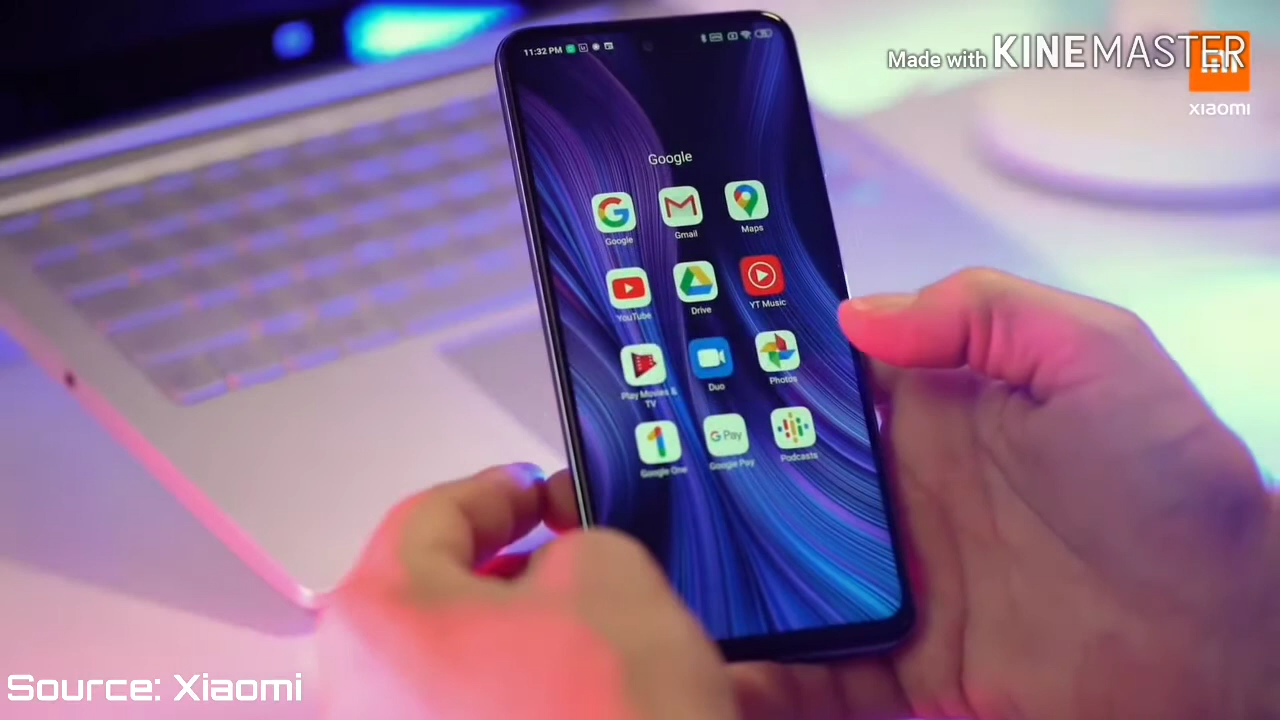 11:32 PM
Made with KINEMASTER
xiaomi
Google
Google Gmail Maps
YouTube Drive YT Music
Play Movies & TV Duo Photos
Google One G Pay Google Pay Podcasts
Source: Xiaomi